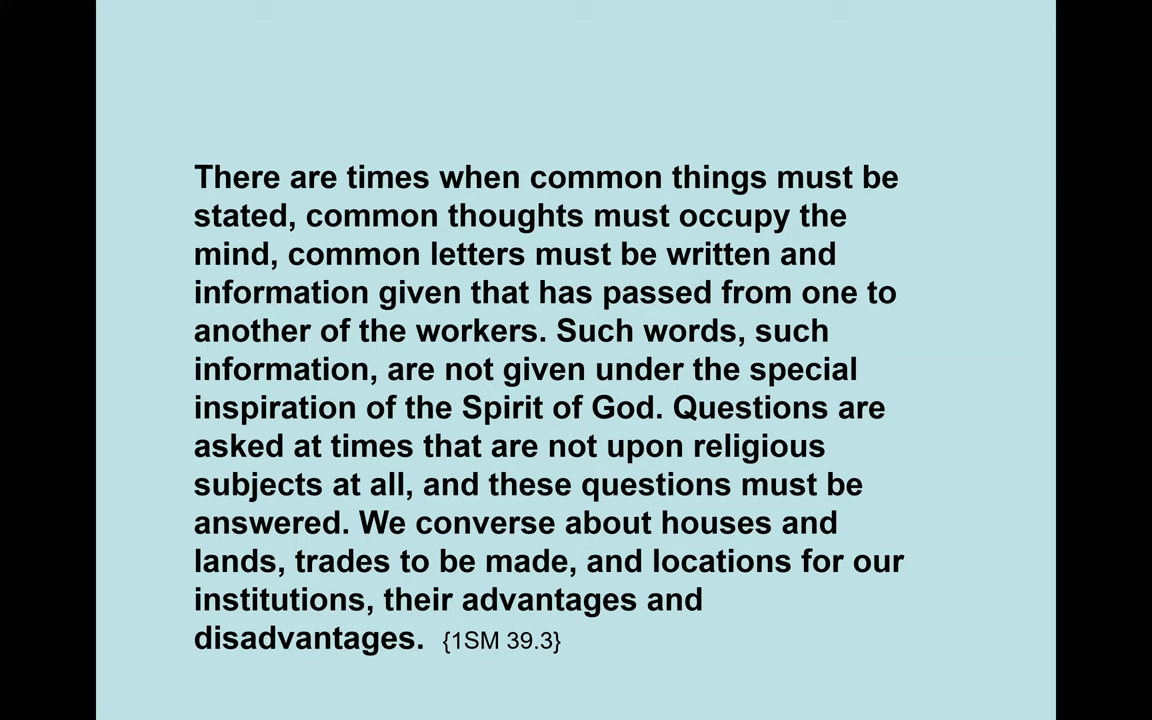 There are times when common things must be
stated, common thoughts must occupy the
mind, common letters must be written and
information given that has passed from one to
another of the workers. Such words, such
information, are not given under the special
inspiration of the Spirit of God. Questions are
asked at times that are not upon religious
subjects at all, and these questions must be
answered. We converse about houses and
lands, trades to be made, and locations for our
institutions, their advantages and
disadvantages. {1SM 39.3}